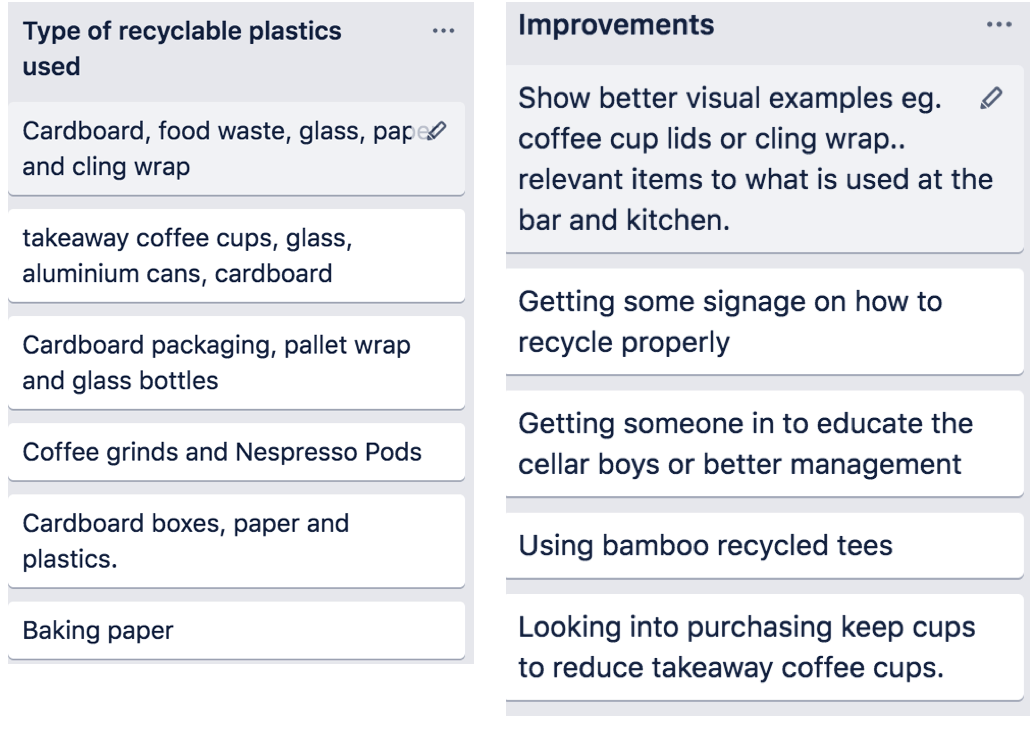 Type of recyclable plastics
used
Cardboard, food waste, glass, paper
and cling wrap
takeaway coffee cups, glass,
aluminium cans, cardboard
Cardboard packaging, pallet wrap
and glass bottles
Coffee grinds and Nespresso Pods
Cardboard boxes, paper and
plastics.
Baking paper
Improvements
Show better visual examples eg.
coffee cup lids or cling wrap..
relevant items to what is used at the
bar and kitchen.
Getting some signage on how to
recycle properly
Getting someone in to educate the
cellar boys or better management
Using bamboo recycled tees
Looking into purchasing keep cups
to reduce takeaway coffee cups.